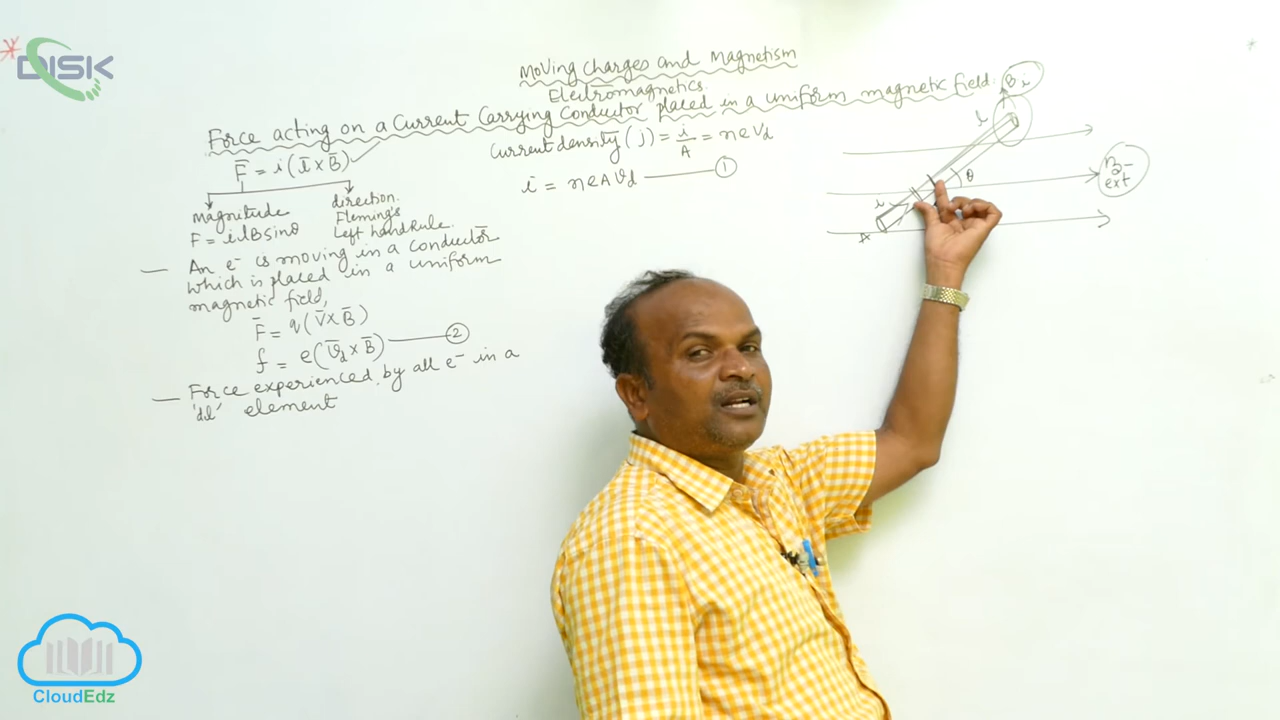 DISK
Moving Charges and Magnetism
Electromagnetics.
Force acting on a Current Carrying Conductor placed in a uniform magnetic field.
F̄ = i(l̄ × B̄)
magnitude
F = ilBsinθ
direction.
Fleming's
Left hand Rule.
Current density (j) = i/A = neVd
i = neAVd —— ①
— An e⁻ is moving in a conductor
which is placed in a uniform
magnetic field,
F̄ = q(V̄ × B̄)
f = e(V̄d × B̄) —— ②
— Force experienced by all e⁻ in a
'dl' element
B i
l
θ
ext
i
A
CloudEdz